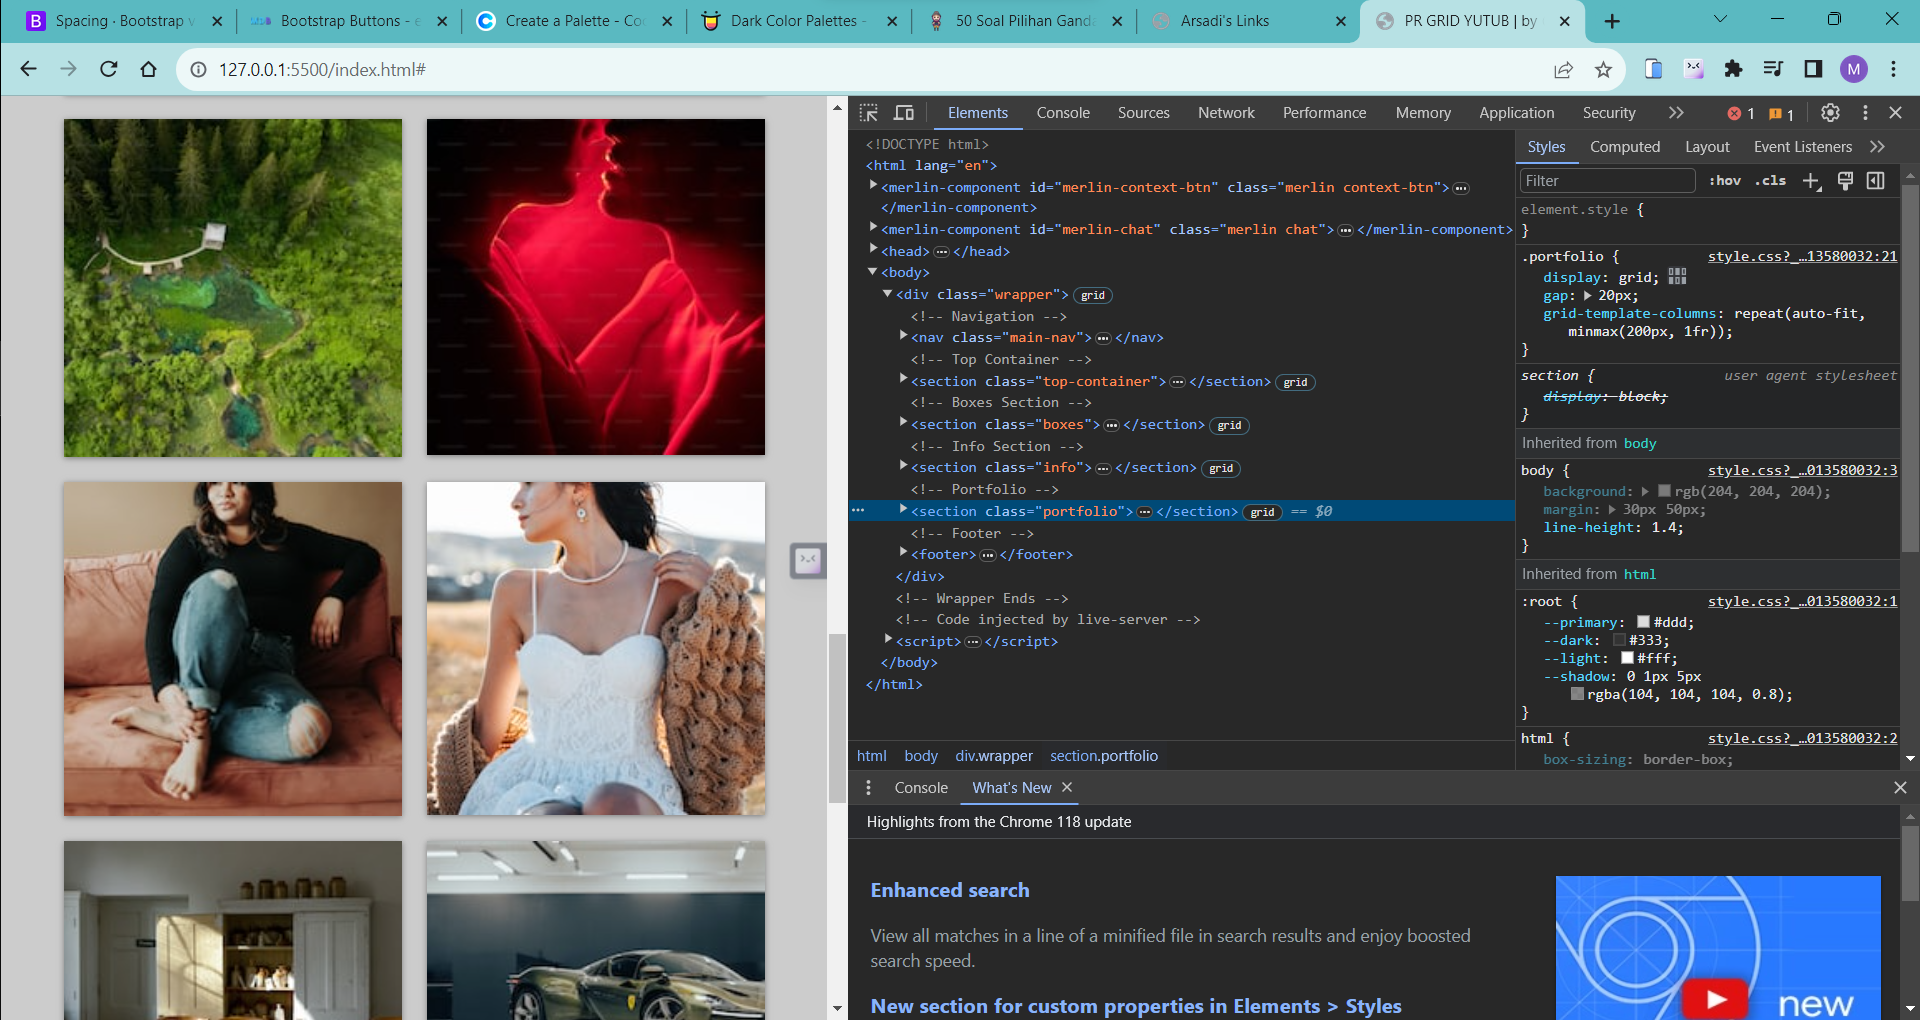 Spacing · Bootstrap v
Bootstrap Buttons - e
Create a Palette - Co
Dark Color Palettes -
50 Soal Pilihan Ganda
Arsadi's Links
PR GRID YUTUB | by
127.0.0.1:5500/index.html#
M
Elements Console Sources Network Performance Memory Application Security 1 1
<!DOCTYPE html>
<html lang="en">
<merlin-component id="merlin-context-btn" class="merlin context-btn">
</merlin-component>
<merlin-component id="merlin-chat" class="merlin chat"> </merlin-component>
<head> </head>
<body>
<div class="wrapper"> grid
<!-- Navigation -->
<nav class="main-nav"> </nav>
<!-- Top Container -->
<section class="top-container"> </section> grid
<!-- Boxes Section -->
<section class="boxes"> </section> grid
<!-- Info Section -->
<section class="info"> </section> grid
<!-- Portfolio -->
<section class="portfolio"> </section> grid == $0
<!-- Footer -->
<footer> </footer>
</div>
<!-- Wrapper Ends -->
<!-- Code injected by live-server -->
<script> </script>
</body>
</html>
html body div.wrapper section.portfolio
Styles Computed Layout Event Listeners
Filter :hov .cls
element.style {
}
.portfolio { style.css?_…13580032:21
display: grid;
gap: 20px;
grid-template-columns: repeat(auto-fit,
minmax(200px, 1fr));
}
section { user agent stylesheet
display: block;
}
Inherited from body
body { style.css?_…013580032:3
background: rgb(204, 204, 204);
margin: 30px 50px;
line-height: 1.4;
}
Inherited from html
:root { style.css?_…013580032:1
--primary: #ddd;
--dark: #333;
--light: #fff;
--shadow: 0 1px 5px
rgba(104, 104, 104, 0.8);
}
html { style.css?_…013580032:2
box-sizing: border-box;
Console What's New
Highlights from the Chrome 118 update
Enhanced search
View all matches in a line of a minified file in search results and enjoy boosted
search speed.
New section for custom properties in Elements > Styles
new